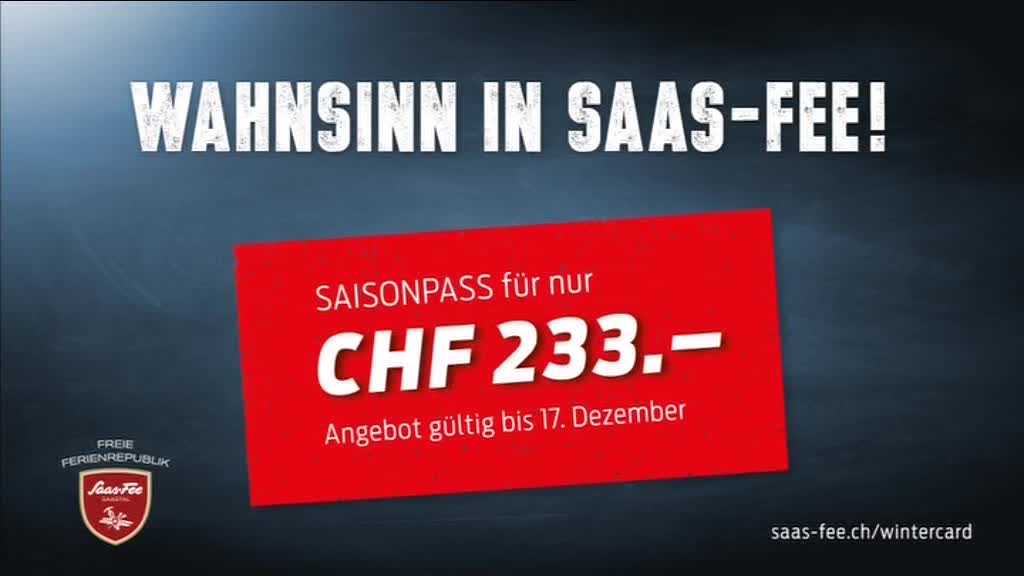 WAHNSINN IN SAAS-FEE!
SAISONPASS für nur
CHF 233.–
Angebot gültig bis 17. Dezember
FREIE
FERIENREPUBLIK
Saas-Fee
SAASTAL
saas-fee.ch/wintercard